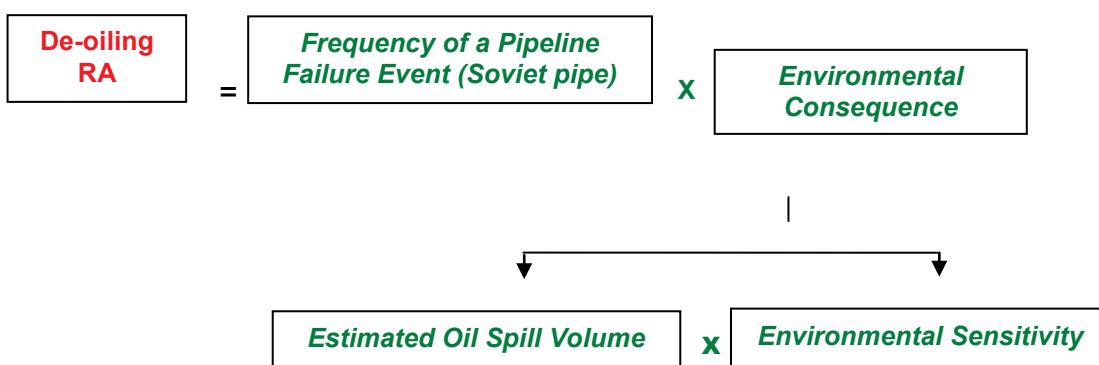 De-oiling
RA
=
Frequency of a Pipeline
Failure Event (Soviet pipe)
X
Environmental
Consequence
Estimated Oil Spill Volume
x
Environmental Sensitivity